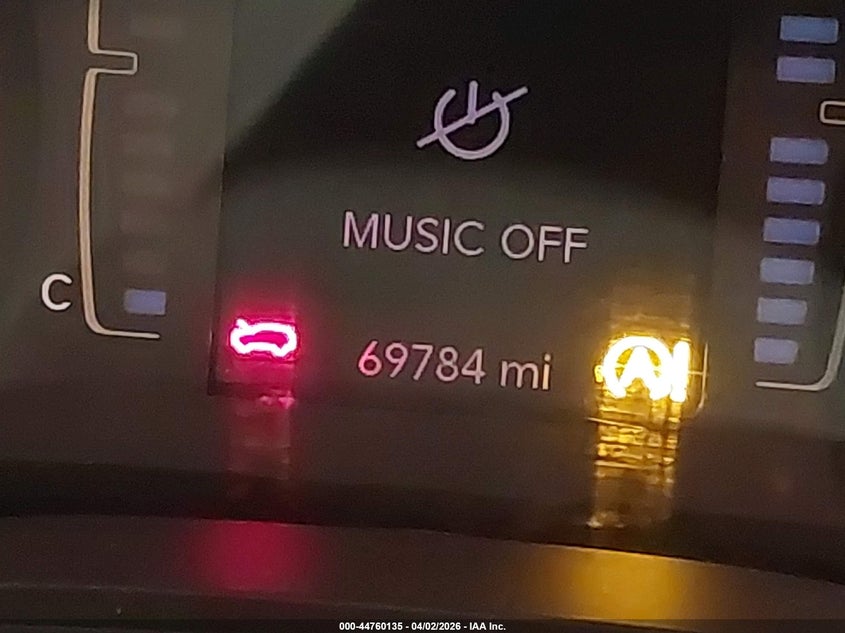 MUSIC OFF
C
69784 mi
A!
000-44760135 - 04/02/2026 - IAA Inc.